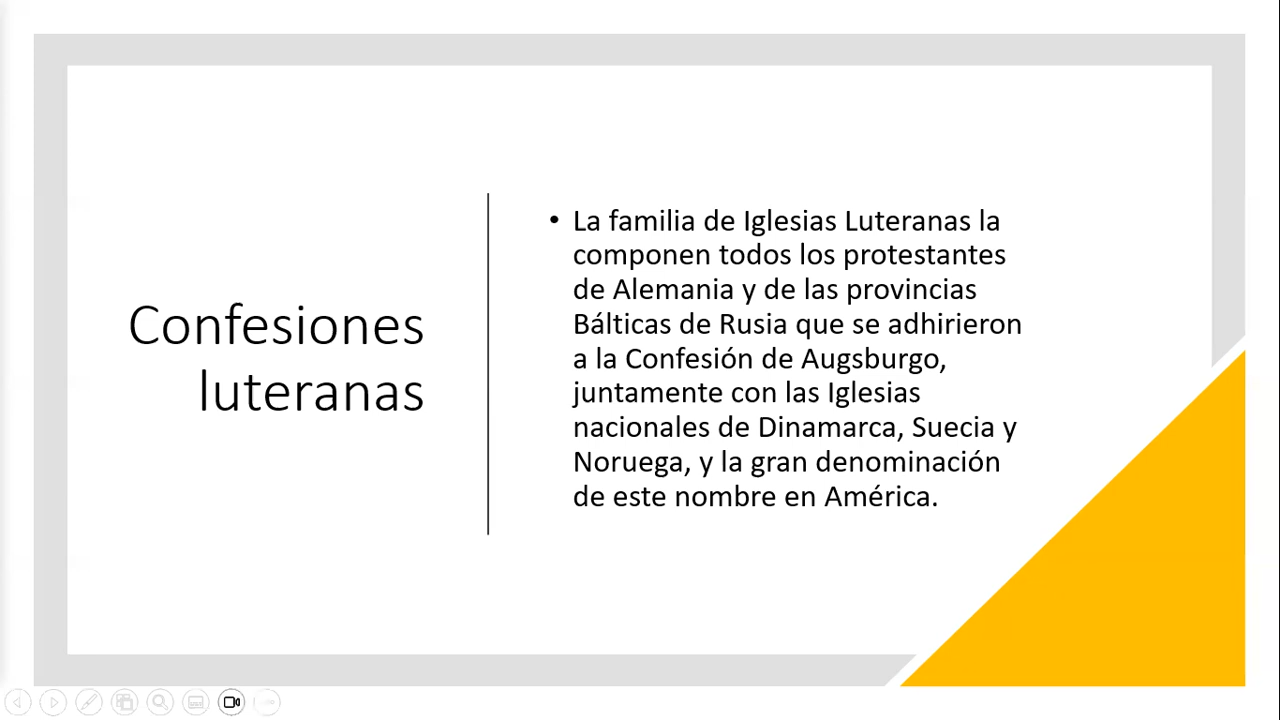 Confesiones
luteranas
• La familia de Iglesias Luteranas la
componen todos los protestantes
de Alemania y de las provincias
Bálticas de Rusia que se adhirieron
a la Confesión de Augsburgo,
juntamente con las Iglesias
nacionales de Dinamarca, Suecia y
Noruega, y la gran denominación
de este nombre en América.